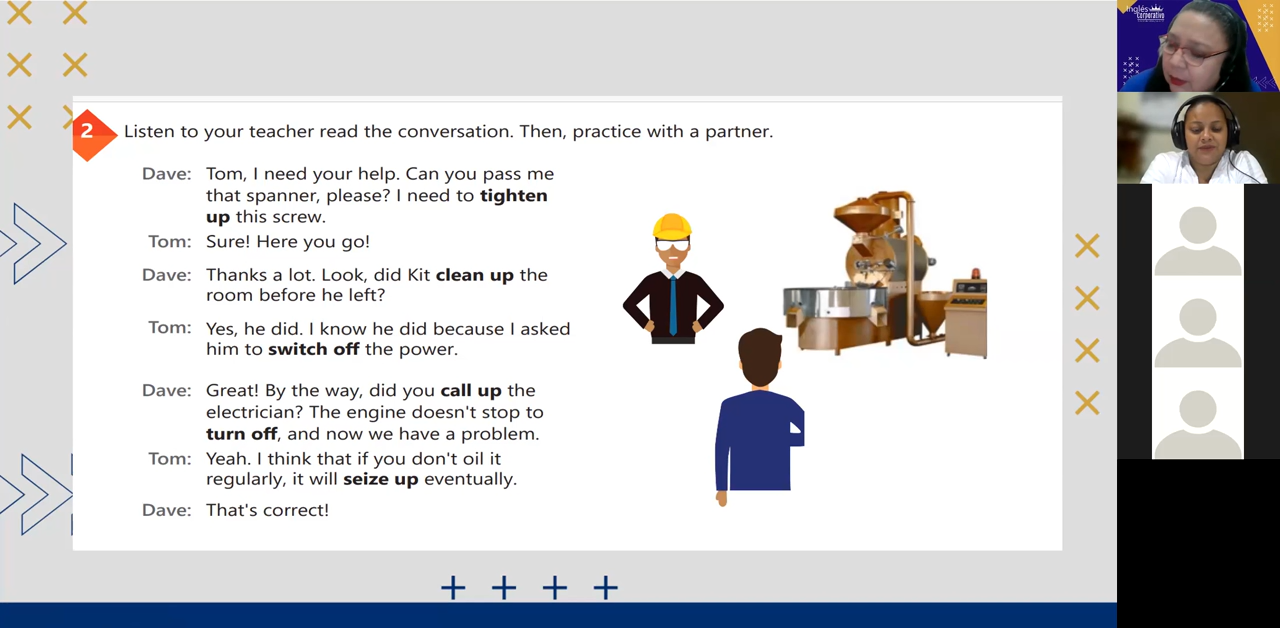 Inglés
Corporativo
2
Listen to your teacher read the conversation. Then, practice with a partner.
Dave: Tom, I need your help. Can you pass me
that spanner, please? I need to tighten
up this screw.
Tom: Sure! Here you go!
Dave: Thanks a lot. Look, did Kit clean up the
room before he left?
Tom: Yes, he did. I know he did because I asked
him to switch off the power.
Dave: Great! By the way, did you call up the
electrician? The engine doesn't stop to
turn off, and now we have a problem.
Tom: Yeah. I think that if you don't oil it
regularly, it will seize up eventually.
Dave: That's correct!